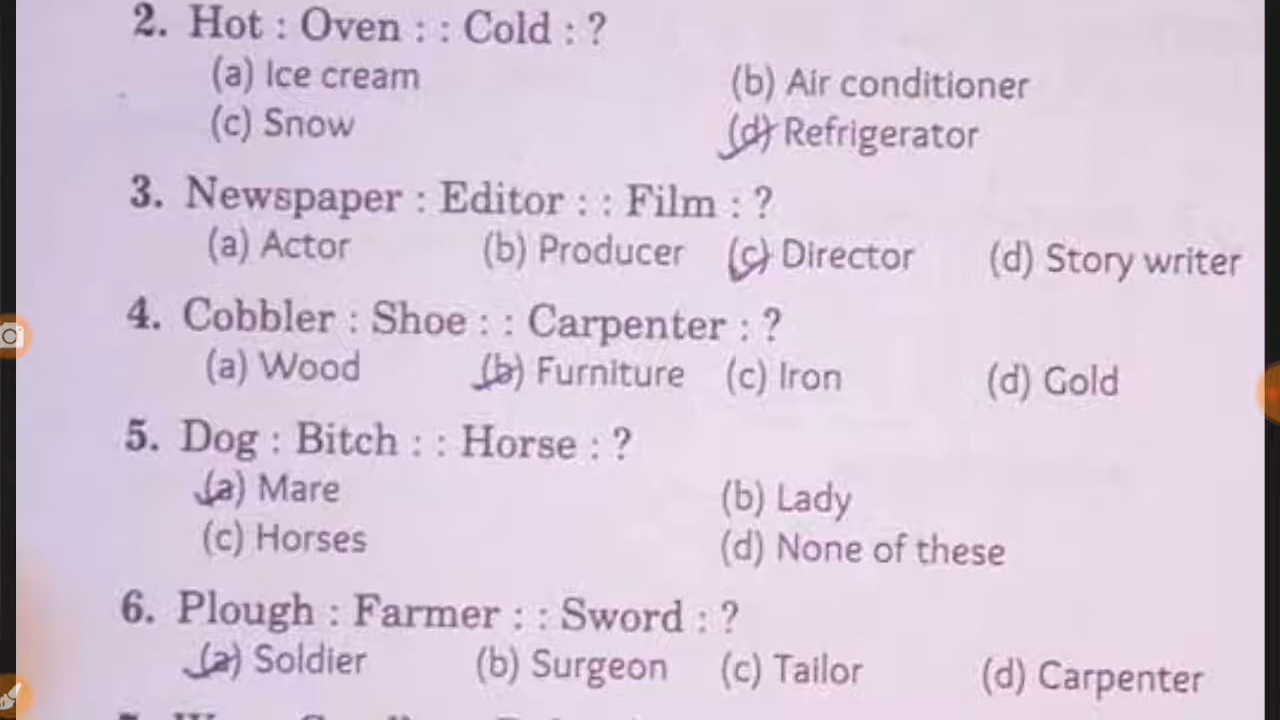 2. Hot : Oven : : Cold : ?
(a) Ice cream (b) Air conditioner
(c) Snow (d) Refrigerator
3. Newspaper : Editor : : Film : ?
(a) Actor (b) Producer (c) Director (d) Story writer
4. Cobbler : Shoe : : Carpenter : ?
(a) Wood (b) Furniture (c) Iron (d) Gold
5. Dog : Bitch : : Horse : ?
(a) Mare (b) Lady
(c) Horses (d) None of these
6. Plough : Farmer : : Sword : ?
(a) Soldier (b) Surgeon (c) Tailor (d) Carpenter